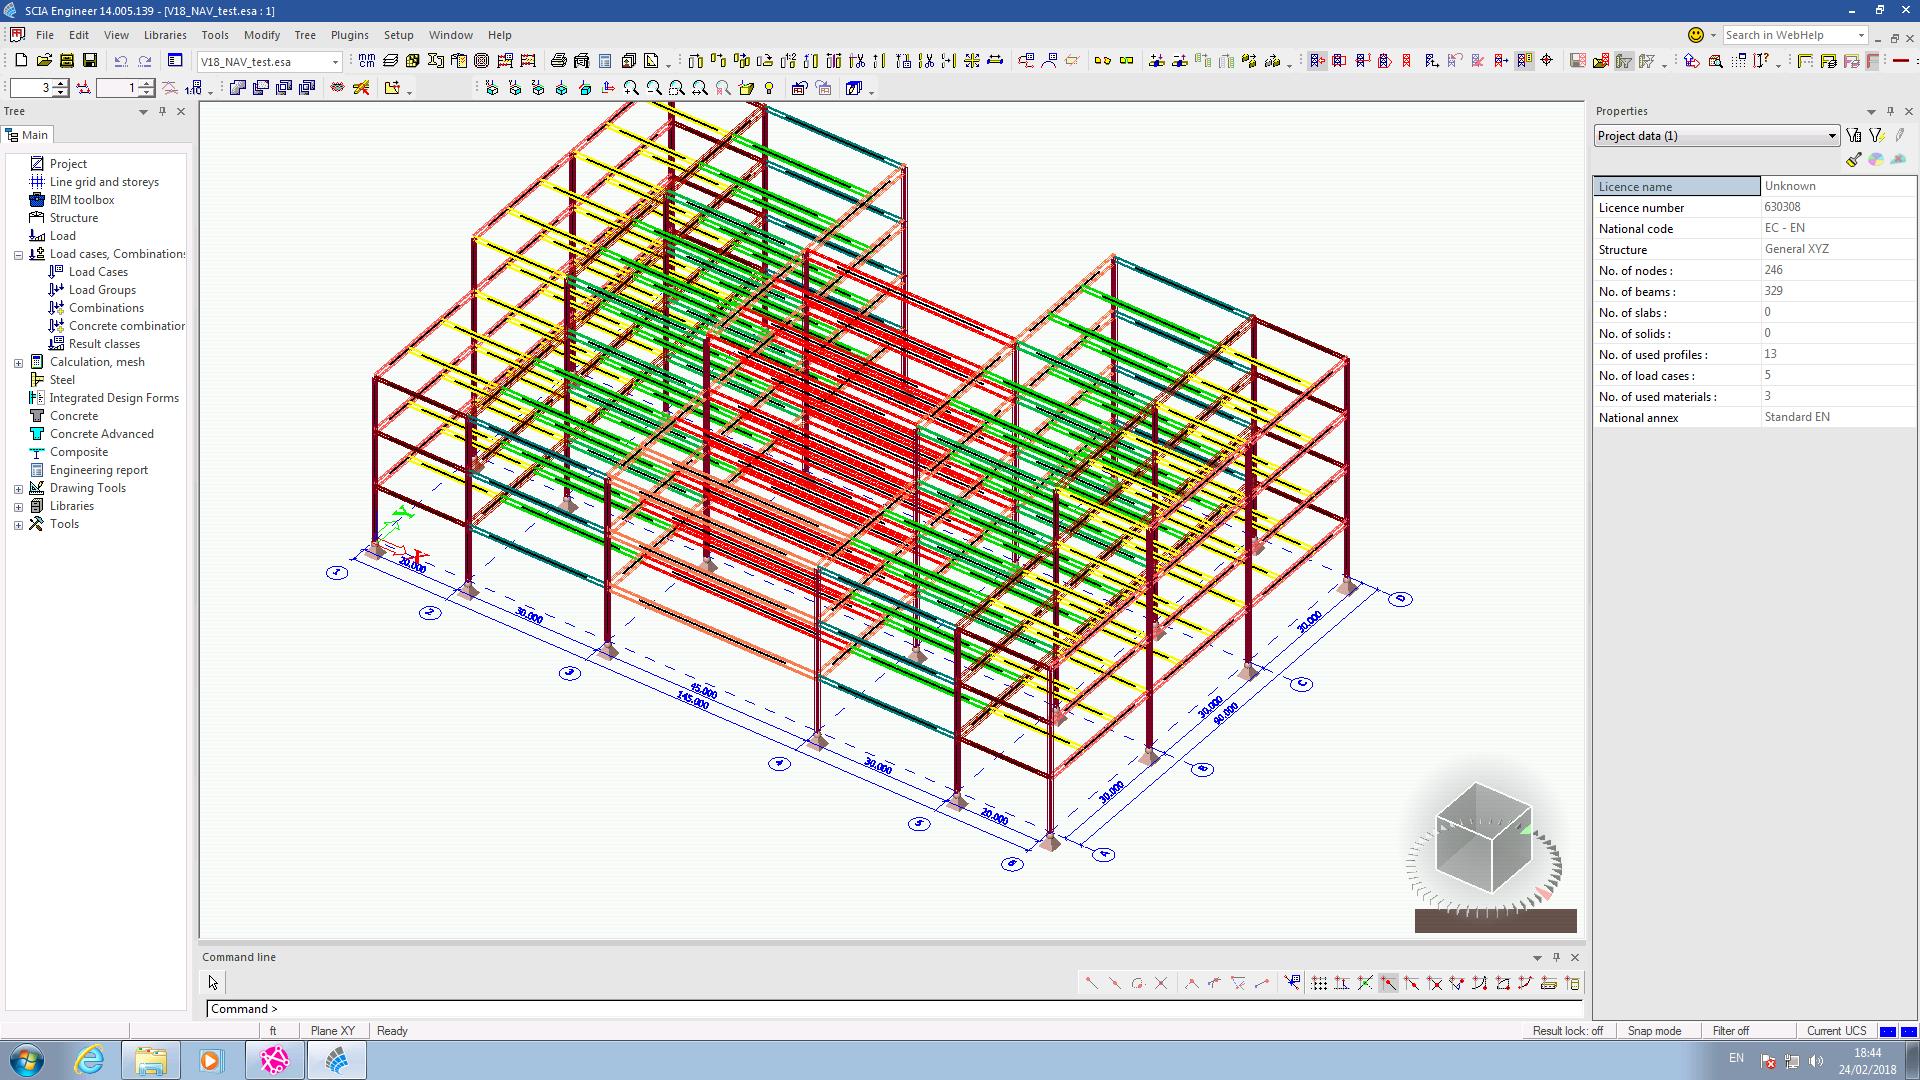 SCIA Engineer 14.005.139 - [V18_NAV_test.esa : 1]
File Edit View Libraries Tools Modify Tree Plugins Setup Window Help
Search in WebHelp
V18_NAV_test.esa
3
1
Tree
Main
Project
Line grid and storeys
BIM toolbox
Structure
Load
Load cases, Combinations
Load Cases
Load Groups
Combinations
Concrete combination
Result classes
Calculation, mesh
Steel
Integrated Design Forms
Concrete
Concrete Advanced
Composite
Engineering report
Drawing Tools
Libraries
Tools
Y
X
20.000
30.000
45.000
145.000
30.000
20.000
30.000
30.000
90.000
30.000
1
2
3
4
5
6
A
B
C
D
Properties
Project data (1)
Licence name Unknown
Licence number 630308
National code EC - EN
Structure General XYZ
No. of nodes : 246
No. of beams : 329
No. of slabs : 0
No. of solids : 0
No. of used profiles : 13
No. of load cases : 5
No. of used materials : 3
National annex Standard EN
Command line
Command >
ft Plane XY Ready
Result lock: off Snap mode Filter off Current UCS
EN
18:44
24/02/2018